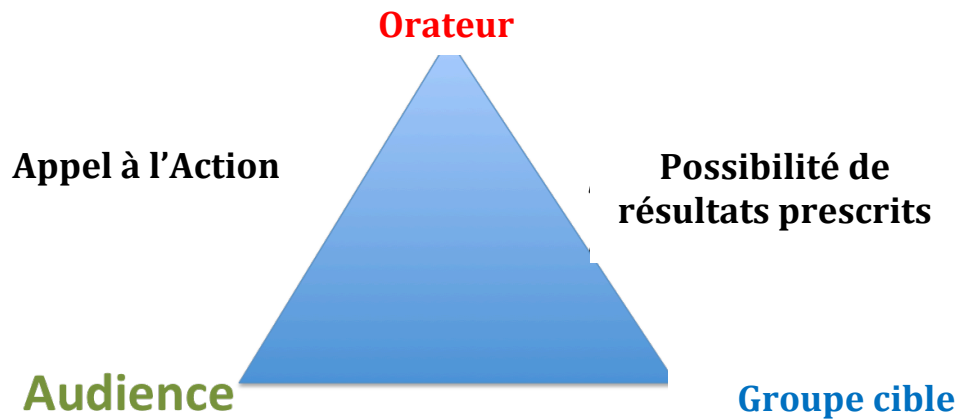 Orateur
Appel à l’Action
Possibilité de
résultats prescrits
Audience
Groupe cible